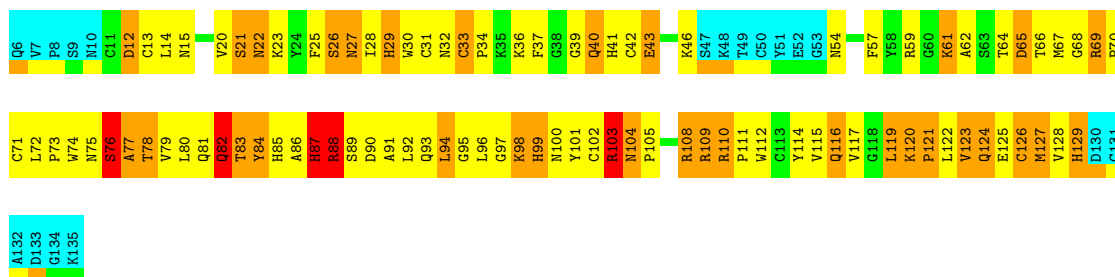 Q6 V7 P8 S9 N10 C11 D12 C13 L14 N15 V20 S21 N22 K23 Y24 F25 S26 N27 I28 H29 W30 C31 N32 C33 P34 K35 K36 F37 G38 G39 Q40 H41 C42 E43 K46 S47 K48 T49 C50 Y51 E52 G53 N54 F57 Y58 R59 G60 K61 A62 S63 T64 D65 T66 M67 G68 R69
C71 L72 P73 W74 N75 S76 A77 T78 V79 L80 Q81 Q82 T83 Y84 H85 A86 H87 R88 S89 D90 A91 L92 Q93 L94 G95 L96 G97 K98 H99 N100 Y101 C102 R103 N104 P105 R108 R109 R110 P111 W112 C113 Y114 V115 Q116 V117 G118 L119 K120 P121 L122 V123 Q124 E125 C126 M127 V128 H129 D130
A132 D133 G134 K135